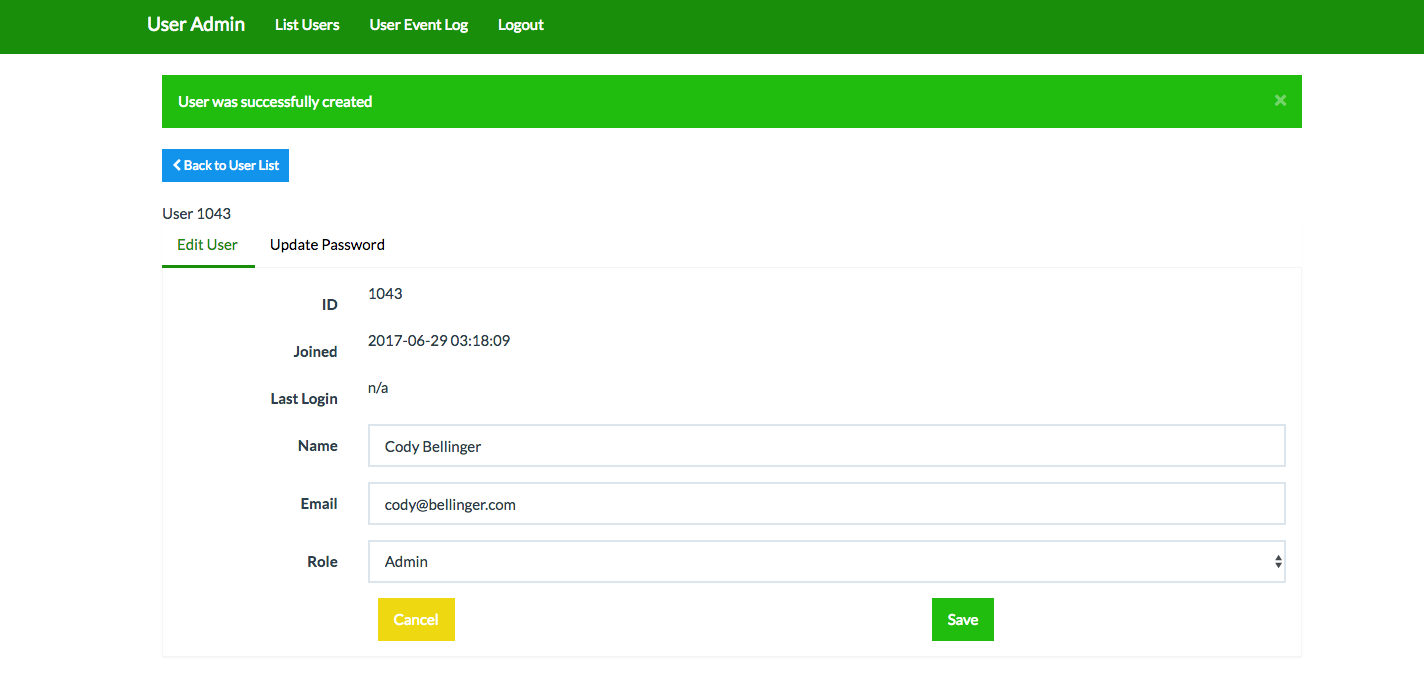 User Admin List Users User Event Log Logout
User was successfully created ×
Back to User List
User 1043
Edit User Update Password
ID 1043
Joined 2017-06-29 03:18:09
Last Login n/a
Name Cody Bellinger
Email cody@bellinger.com
Role Admin
Cancel Save